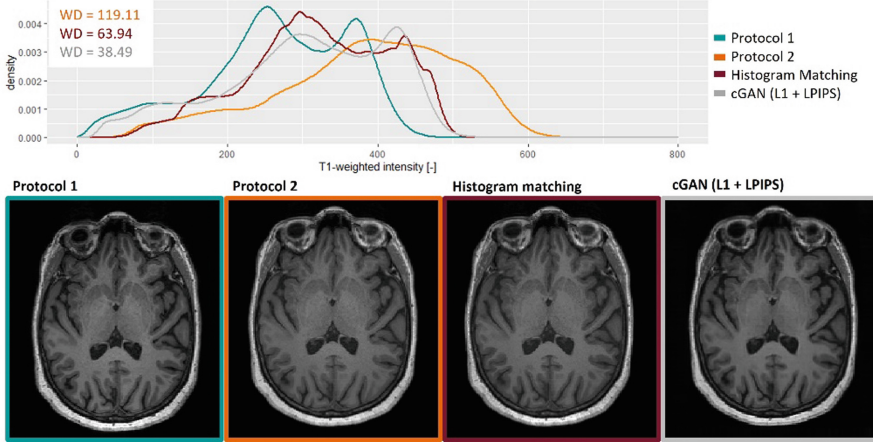 WD = 119.11
WD = 63.94
WD = 38.49
density
0.004
0.003
0.002
0.001
0.000
0
200
400
600
800
T1-weighted intensity [-]
Protocol 1
Protocol 2
Histogram Matching
cGAN (L1 + LPIPS)
Protocol 1
Protocol 2
Histogram matching
cGAN (L1 + LPIPS)